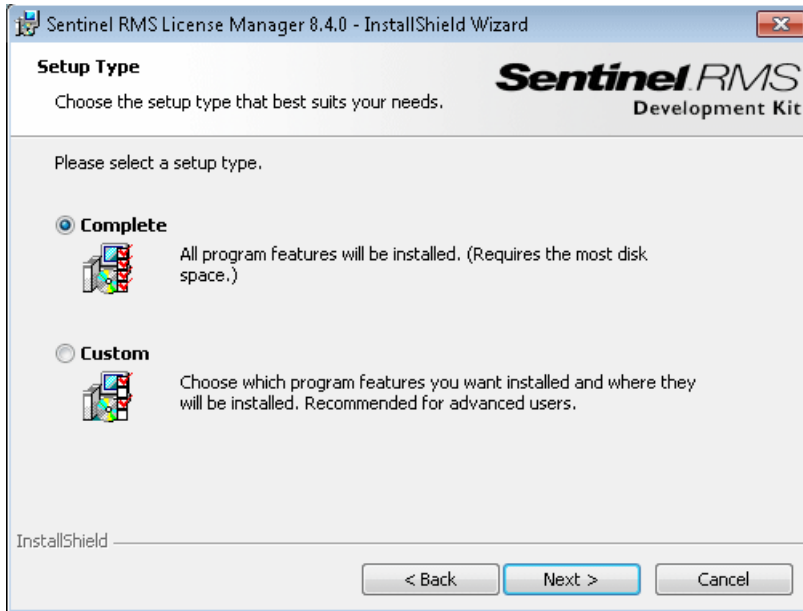 Sentinel RMS License Manager 8.4.0 - InstallShield Wizard
Setup Type
Choose the setup type that best suits your needs.
Sentinel RMS
Development Kit
Please select a setup type.
Complete
All program features will be installed. (Requires the most disk
space.)
Custom
Choose which program features you want installed and where they
will be installed. Recommended for advanced users.
InstallShield
< Back
Next >
Cancel